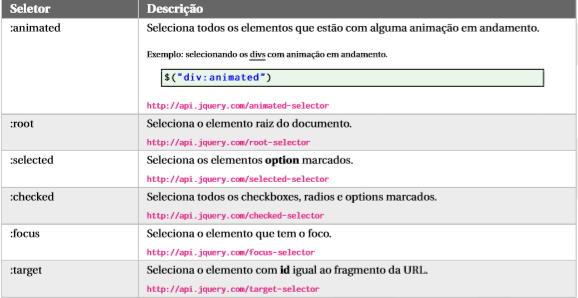 Seletor Descrição
:animated Seleciona todos os elementos que estão com alguma animação em andamento.
Exemplo: selecionando os divs com animação em andamento.
$("div:animated")
http://api.jquery.com/animated-selector
:root Seleciona o elemento raiz do documento.
http://api.jquery.com/root-selector
:selected Seleciona os elementos option marcados.
http://api.jquery.com/selected-selector
:checked Seleciona todos os checkboxes, radios e options marcados.
http://api.jquery.com/checked-selector
:focus Seleciona o elemento que tem o foco.
http://api.jquery.com/focus-selector
:target Seleciona o elemento com id igual ao fragmento da URL.
http://api.jquery.com/target-selector